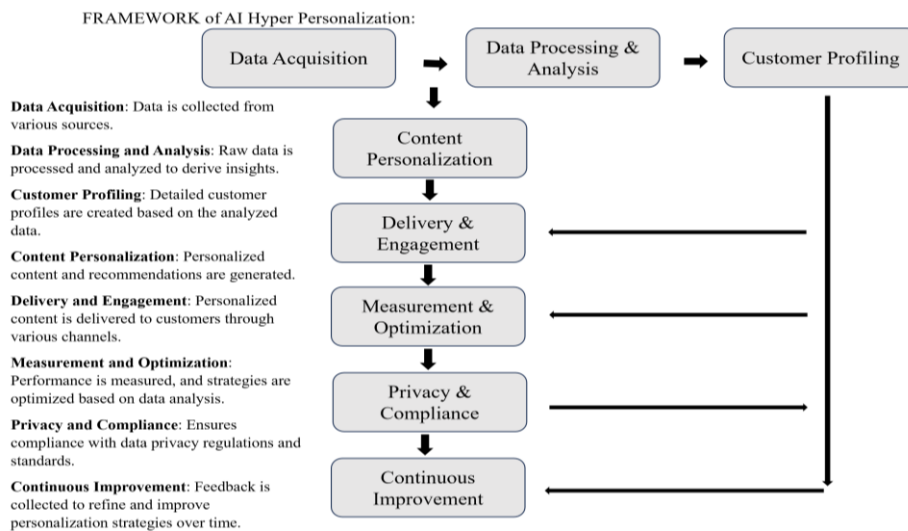 FRAMEWORK of AI Hyper Personalization:
Data Acquisition
Data Processing &
Analysis
Customer Profiling
Data Acquisition: Data is collected from
various sources.
Data Processing and Analysis: Raw data is
processed and analyzed to derive insights.
Customer Profiling: Detailed customer
profiles are created based on the analyzed
data.
Content Personalization: Personalized
content and recommendations are generated.
Delivery and Engagement: Personalized
content is delivered to customers through
various channels.
Measurement and Optimization:
Performance is measured, and strategies are
optimized based on data analysis.
Privacy and Compliance: Ensures
compliance with data privacy regulations and
standards.
Continuous Improvement: Feedback is
collected to refine and improve
personalization strategies over time.
Content
Personalization
Delivery &
Engagement
Measurement &
Optimization
Privacy &
Compliance
Continuous
Improvement